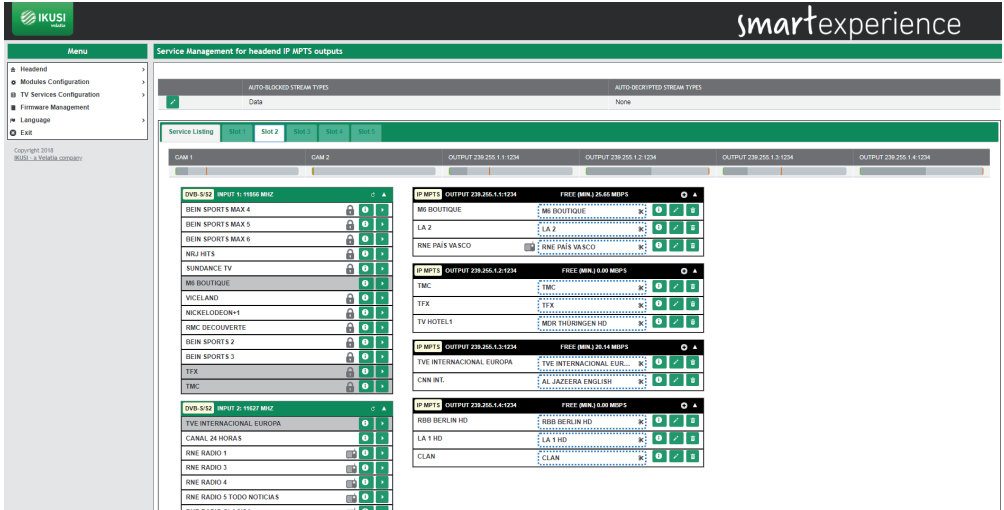 IKUSI
velatia
smartexperience
Menu
Headend
Modules Configuration
TV Services Configuration
Firmware Management
Language
Exit
Copyright 2018
IKUSI - a Velatia company
Service Management for headend IP MPTS outputs
AUTO-BLOCKED STREAM TYPES AUTO-DECRYPTED STREAM TYPES
Data None
Service Listing Slot 1 Slot 2 Slot 3 Slot 4 Slot 5
CAM 1 CAM 2 OUTPUT 239.255.1.1:1234 OUTPUT 239.255.1.2:1234 OUTPUT 239.255.1.3:1234 OUTPUT 239.255.1.4:1234
DVB-S/S2 INPUT 1: 11856 MHZ
BEIN SPORTS MAX 4
BEIN SPORTS MAX 5
BEIN SPORTS MAX 6
NRJ HITS
SUNDANCE TV
M6 BOUTIQUE
VICELAND
NICKELODEON+1
RMC DECOUVERTE
BEIN SPORTS 2
BEIN SPORTS 3
TFX
TMC
DVB-S/S2 INPUT 2: 11627 MHZ
TVE INTERNACIONAL EUROPA
CANAL 24 HORAS
RNE RADIO 1
RNE RADIO 3
RNE RADIO 4
RNE RADIO 5 TODO NOTICIAS
IP MPTS OUTPUT 239.255.1.1:1234 FREE (MIN.) 25.65 MBPS
M6 BOUTIQUE M6 BOUTIQUE
LA 2 LA 2
RNE PAÍS VASCO RNE PAÍS VASCO
IP MPTS OUTPUT 239.255.1.2:1234 FREE (MIN.) 0.00 MBPS
TMC TMC
TFX TFX
TV HOTEL1 MDR THÜRINGEN HD
IP MPTS OUTPUT 239.255.1.3:1234 FREE (MIN.) 20.14 MBPS
TVE INTERNACIONAL EUROPA TVE INTERNACIONAL EUR...
CNN INT. AL JAZEERA ENGLISH
IP MPTS OUTPUT 239.255.1.4:1234 FREE (MIN.) 0.00 MBPS
RBB BERLIN HD RBB BERLIN HD
LA 1 HD LA 1 HD
CLAN CLAN